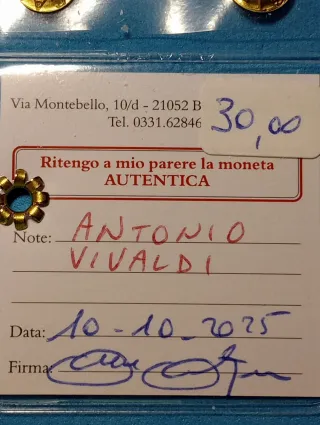 Via Montebello, 10/d - 21052 B
Tel. 0331.62846
30,00
Ritengo a mio parere la moneta
AUTENTICA
Note: ANTONIO
VIVALDI
Data: 10-10-2025
Firma: